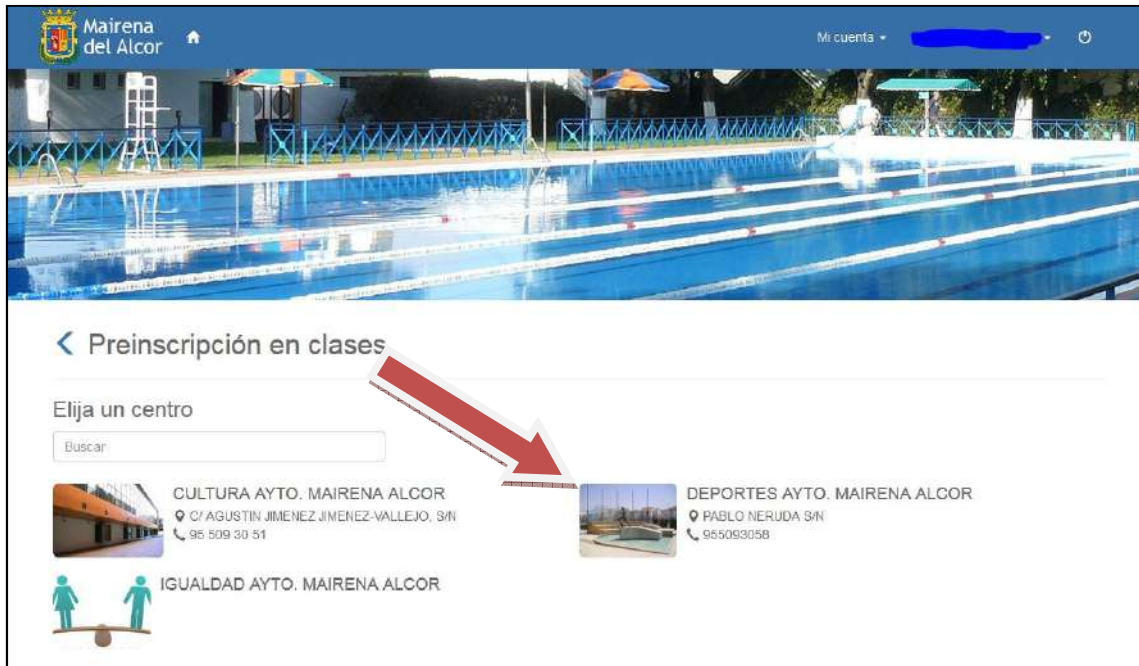 Mairena
del Alcor
Mi cuenta
Preinscripción en clases
Elija un centro
Buscar
CULTURA AYTO. MAIRENA ALCOR
C/ AGUSTIN JIMENEZ JIMENEZ-VALLEJO, S/N
95 509 30 51
DEPORTES AYTO. MAIRENA ALCOR
PABLO NERUDA S/N
955093058
IGUALDAD AYTO. MAIRENA ALCOR